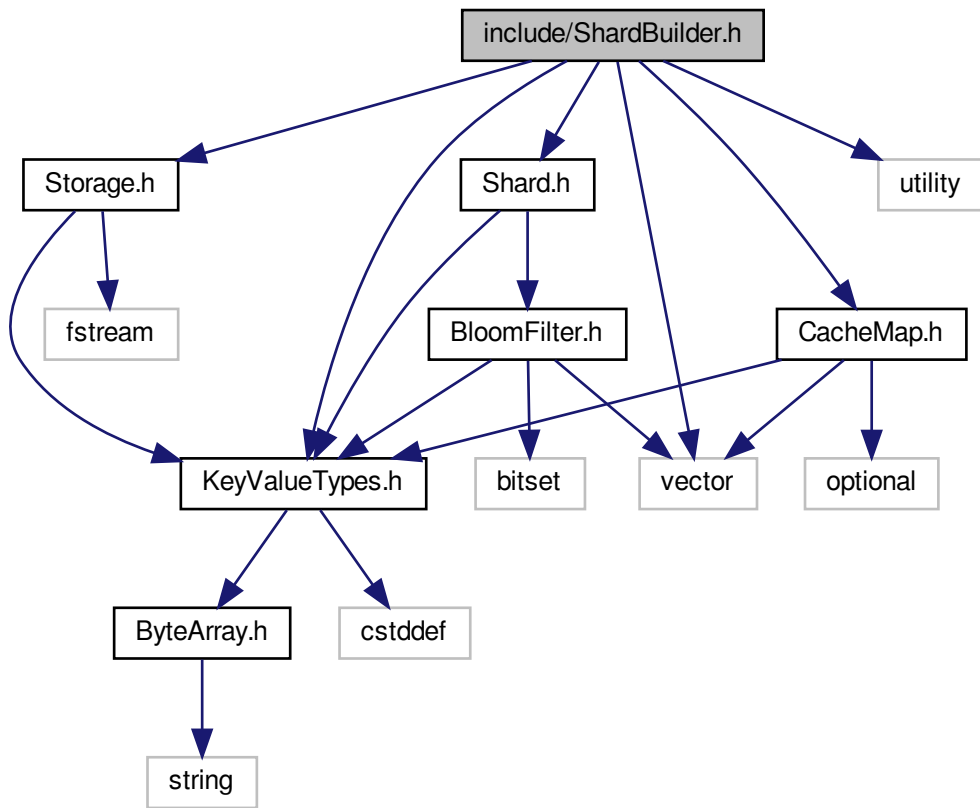 include/ShardBuilder.h
Storage.h
Shard.h
utility
fstream
BloomFilter.h
CacheMap.h
KeyValueTypes.h
bitset
vector
optional
ByteArray.h
cstddef
string